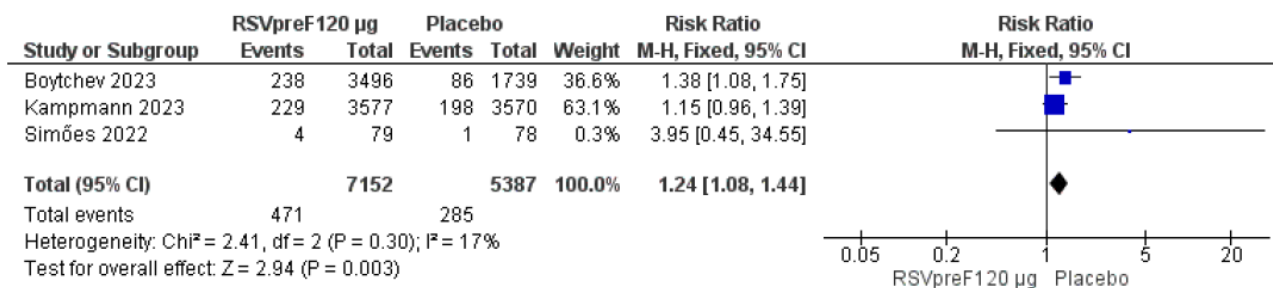 RSVpreF120 µg Placebo Risk Ratio Risk Ratio
Study or Subgroup Events Total Events Total Weight M-H, Fixed, 95% CI M-H, Fixed, 95% CI
Boytchev 2023 238 3496 86 1739 36.6% 1.38 [1.08, 1.75]
Kampmann 2023 229 3577 198 3570 63.1% 1.15 [0.96, 1.39]
Simőes 2022 4 79 1 78 0.3% 3.95 [0.45, 34.55]
Total (95% CI) 7152 5387 100.0% 1.24 [1.08, 1.44]
Total events 471 285
Heterogeneity: Chi² = 2.41, df = 2 (P = 0.30); I² = 17%
Test for overall effect: Z = 2.94 (P = 0.003)
0.05 0.2 1 5 20
RSVpreF120 µg Placebo